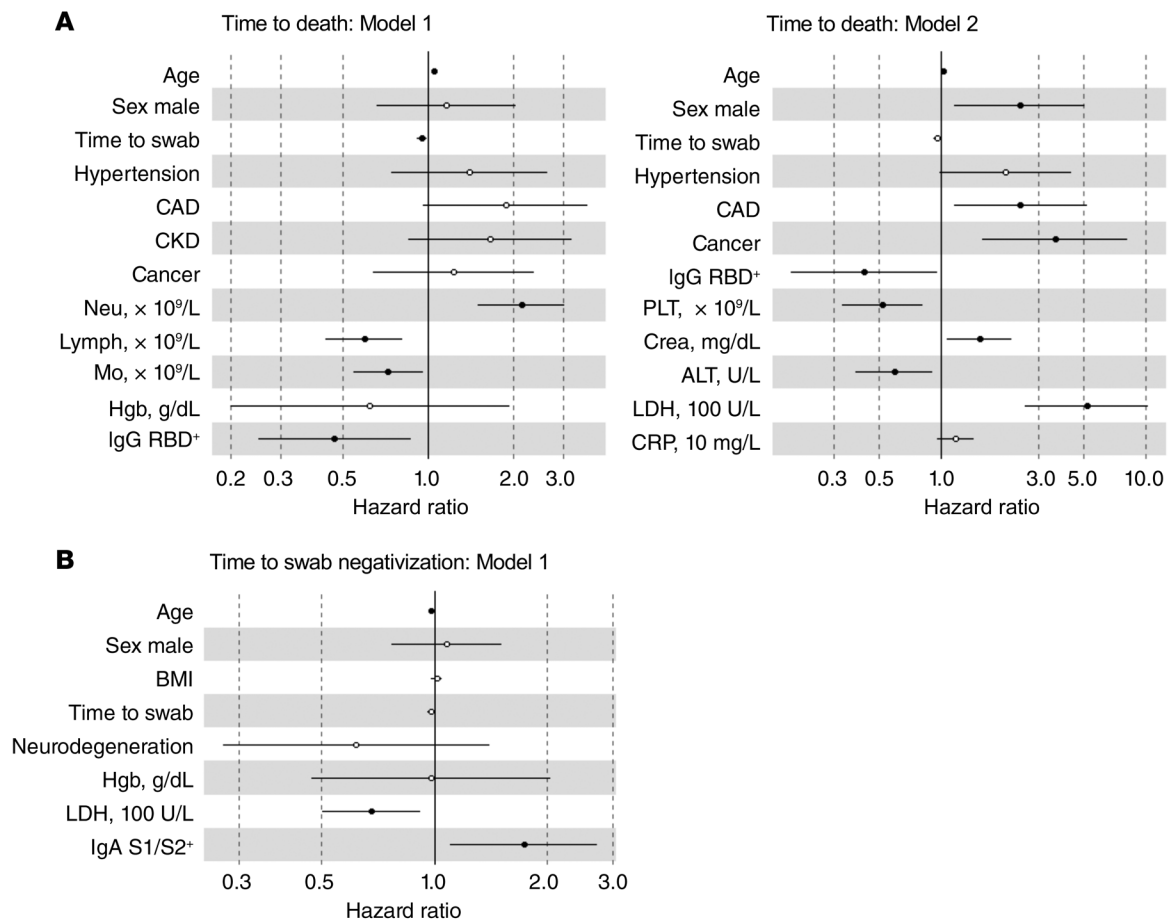 A
Time to death: Model 1
Age
Sex male
Time to swab
Hypertension
CAD
CKD
Cancer
Neu, × 10⁹/L
Lymph, × 10⁹/L
Mo, × 10⁹/L
Hgb, g/dL
IgG RBD⁺
0.2 0.3 0.5 1.0 2.0 3.0
Hazard ratio
Time to death: Model 2
Age
Sex male
Time to swab
Hypertension
CAD
Cancer
IgG RBD⁺
PLT, × 10⁹/L
Crea, mg/dL
ALT, U/L
LDH, 100 U/L
CRP, 10 mg/L
0.3 0.5 1.0 3.0 5.0 10.0
Hazard ratio
B
Time to swab negativization: Model 1
Age
Sex male
BMI
Time to swab
Neurodegeneration
Hgb, g/dL
LDH, 100 U/L
IgA S1/S2⁺
0.3 0.5 1.0 2.0 3.0
Hazard ratio